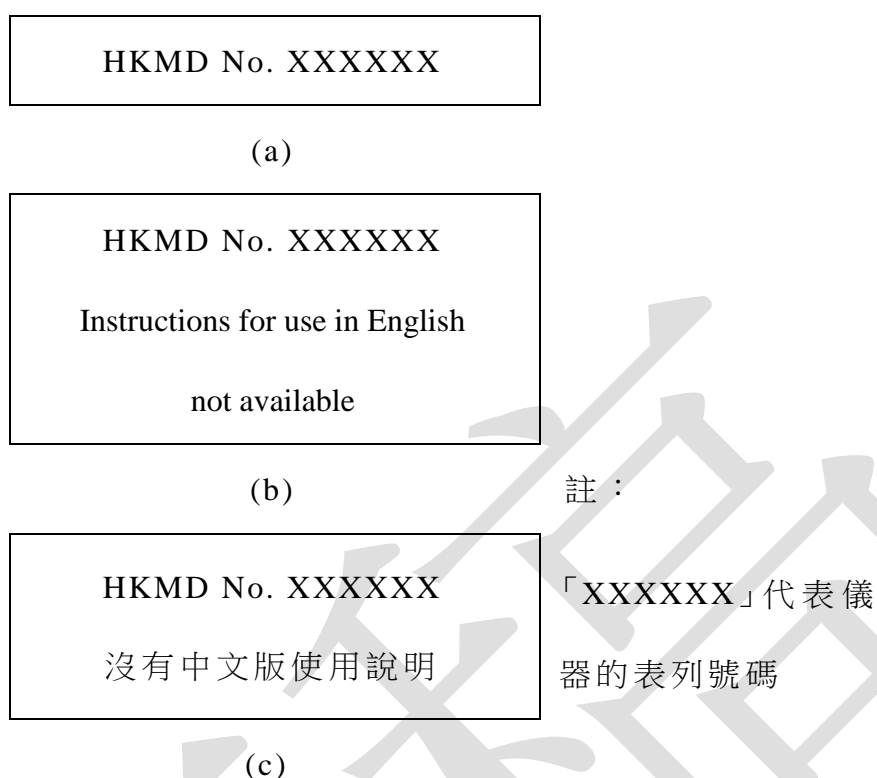 HKMD No. XXXXXX
(a)
HKMD No. XXXXXX
Instructions for use in English
not available
(b)
註：
HKMD No. XXXXXX
沒有中文版使用說明
「XXXXXX」代表儀
器的表列號碼
(c)